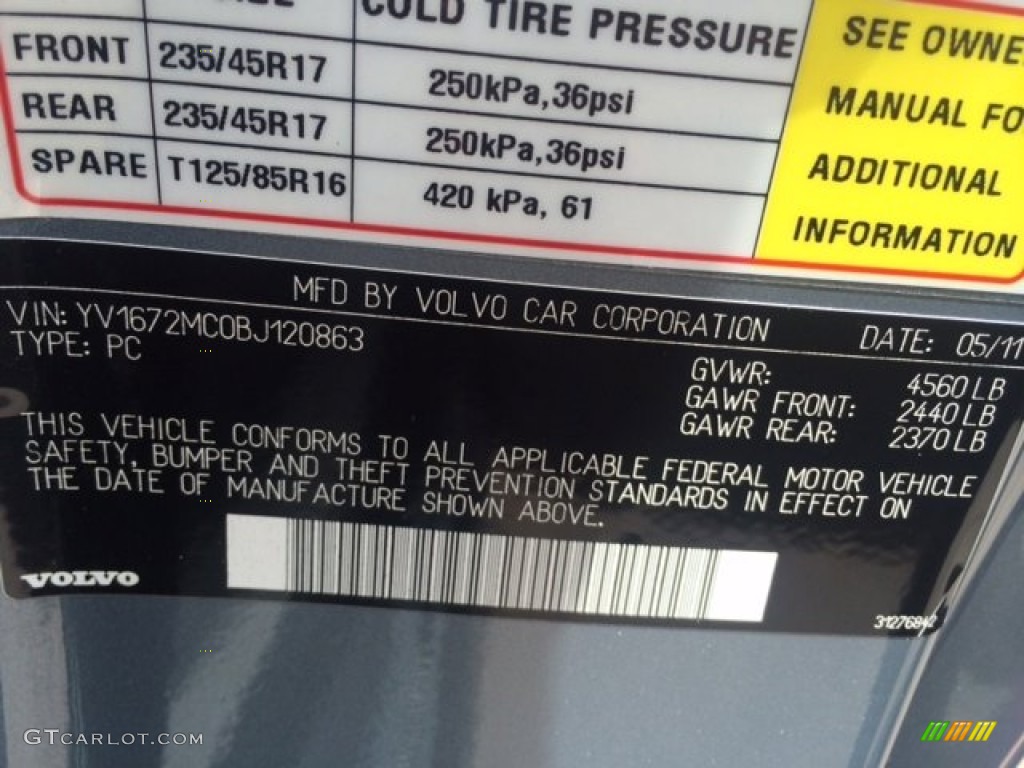 COLD TIRE PRESSURE
FRONT 235/45R17 250kPa,36psi
REAR 235/45R17 250kPa,36psi
SPARE T125/85R16 420 kPa, 61
SEE OWNE
MANUAL FO
ADDITIONAL
INFORMATION
MFD BY VOLVO CAR CORPORATION
VIN: YV1672MC0BJ120863
DATE: 05/11
TYPE: PC
GVWR: 4560 LB
GAWR FRONT: 2440 LB
GAWR REAR: 2370 LB
THIS VEHICLE CONFORMS TO ALL APPLICABLE FEDERAL MOTOR VEHICLE
SAFETY, BUMPER AND THEFT PREVENTION STANDARDS IN EFFECT ON
THE DATE OF MANUFACTURE SHOWN ABOVE.
VOLVO
31276842
GTCARLOT.COM